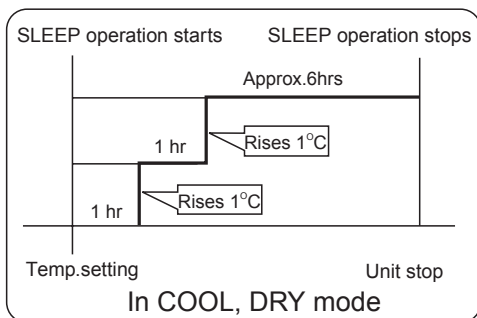 SLEEP operation starts SLEEP operation stops
Approx.6hrs
1 hr
Rises 1°C
1 hr
Rises 1°C
Temp.setting Unit stop
In COOL, DRY mode